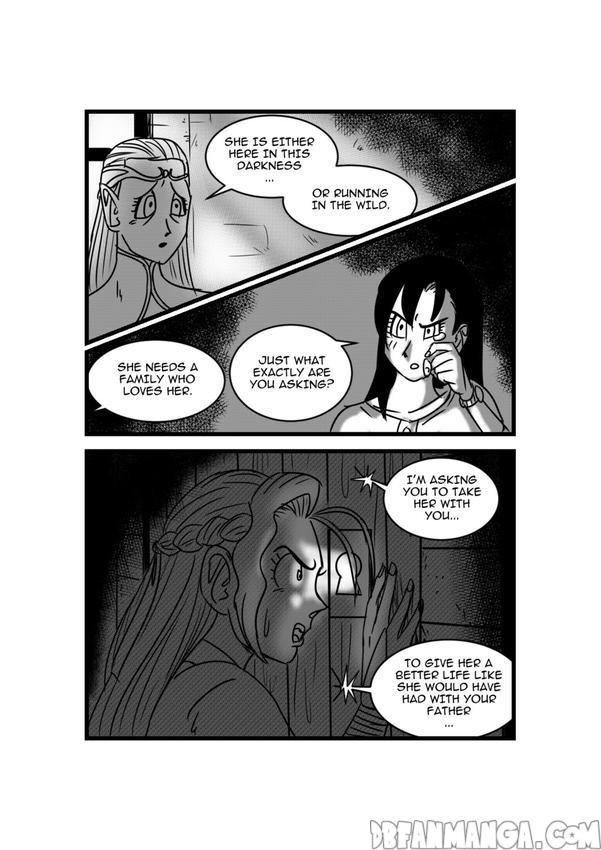 SHE IS EITHER
HERE IN THIS
DARKNESS
...
OR RUNNING
IN THE WILD.
SHE NEEDS A
FAMILY WHO
LOVES HER.
JUST WHAT
EXACTLY ARE
YOU ASKING?
I'M ASKING
YOU TO TAKE
HER WITH
YOU...
TO GIVE HER A
BETTER LIFE LIKE
SHE WOULD HAVE
HAD WITH YOUR
FATHER
...
DBFANMANGA.COM